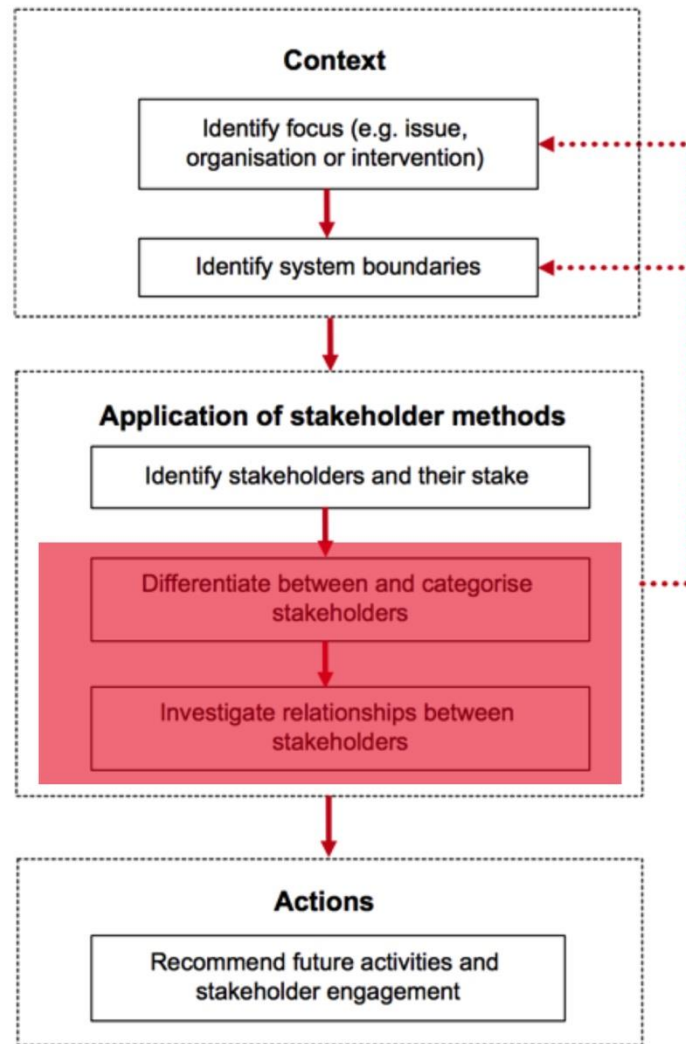 Context
Identify focus (e.g. issue,
organisation or intervention)
Identify system boundaries
Application of stakeholder methods
Identify stakeholders and their stake
Differentiate between and categorise
stakeholders
Investigate relationships between
stakeholders
Actions
Recommend future activities and
stakeholder engagement